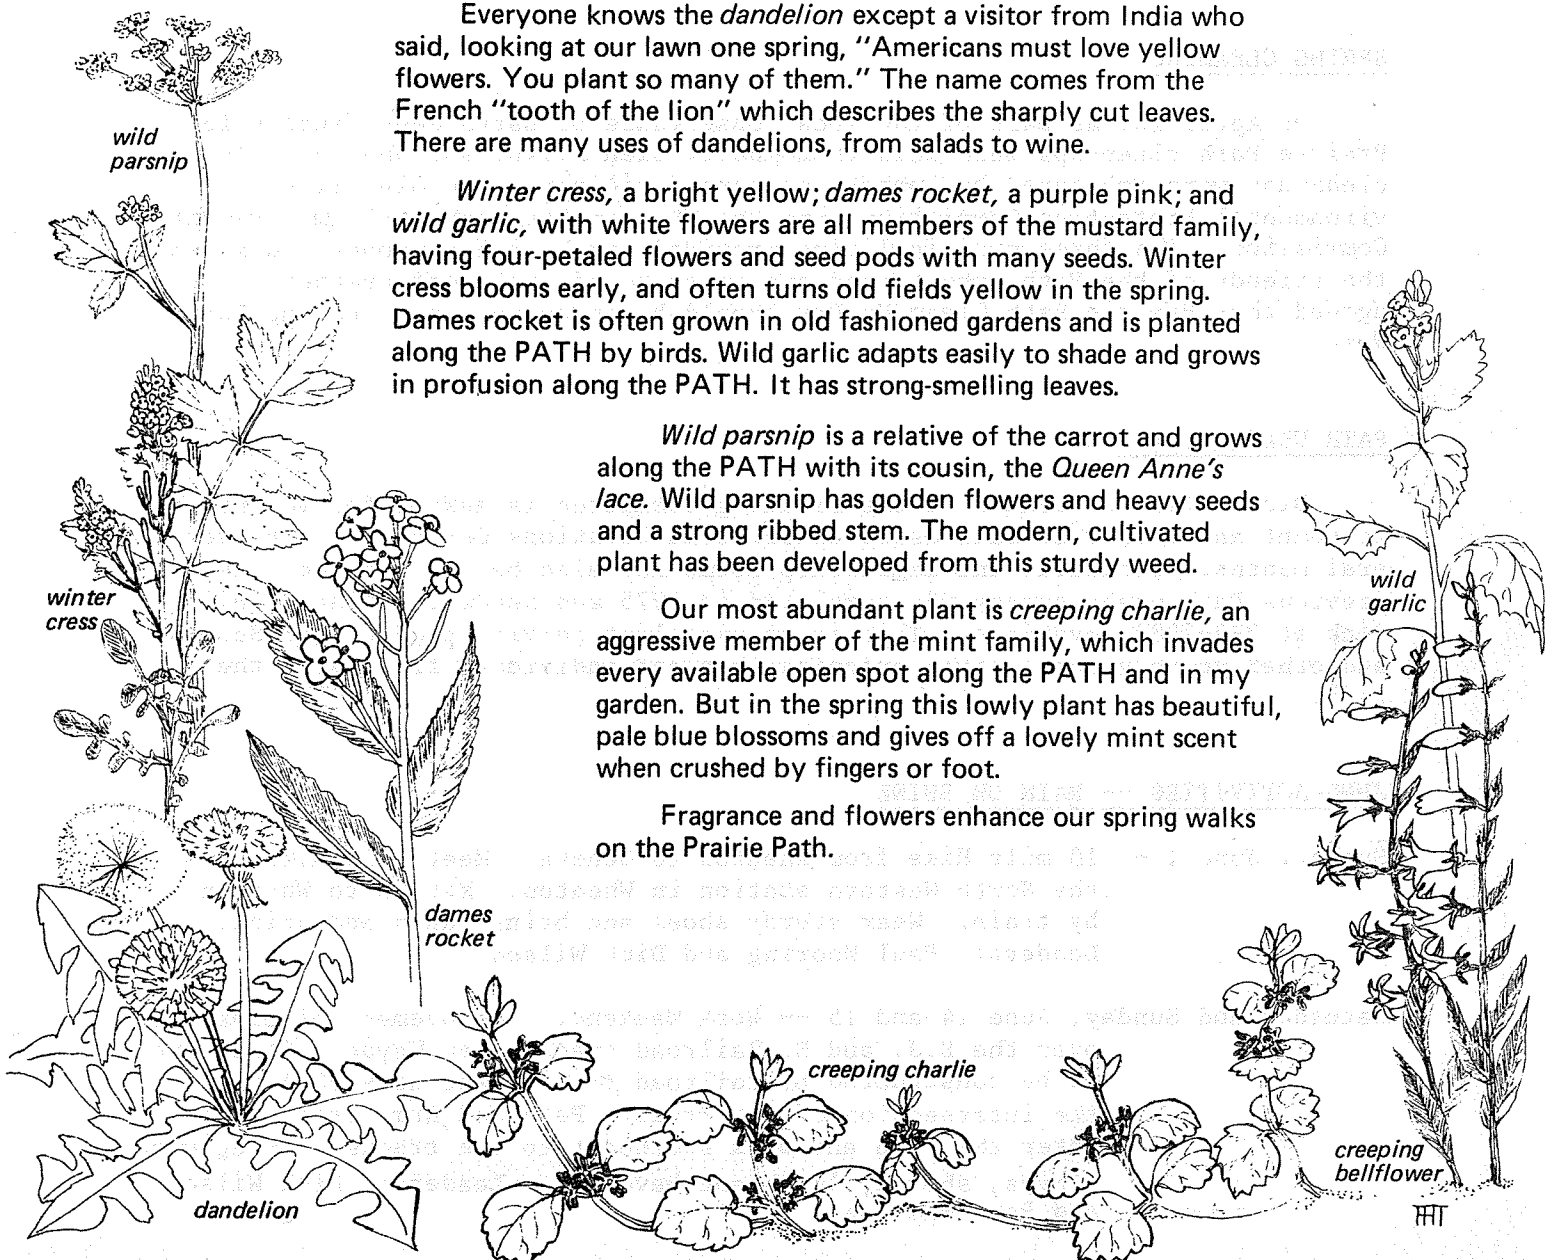 Everyone knows the dandelion except a visitor from India who
said, looking at our lawn one spring, "Americans must love yellow
flowers. You plant so many of them." The name comes from the
French "tooth of the lion" which describes the sharply cut leaves.
There are many uses of dandelions, from salads to wine.
Winter cress, a bright yellow; dames rocket, a purple pink; and
wild garlic, with white flowers are all members of the mustard family,
having four-petaled flowers and seed pods with many seeds. Winter
cress blooms early, and often turns old fields yellow in the spring.
Dames rocket is often grown in old fashioned gardens and is planted
along the PATH by birds. Wild garlic adapts easily to shade and grows
in profusion along the PATH. It has strong-smelling leaves.
Wild parsnip is a relative of the carrot and grows
along the PATH with its cousin, the Queen Anne's
lace. Wild parsnip has golden flowers and heavy seeds
and a strong ribbed stem. The modern, cultivated
plant has been developed from this sturdy weed.
Our most abundant plant is creeping charlie, an
aggressive member of the mint family, which invades
every available open spot along the PATH and in my
garden. But in the spring this lowly plant has beautiful,
pale blue blossoms and gives off a lovely mint scent
when crushed by fingers or foot.
Fragrance and flowers enhance our spring walks
on the Prairie Path.
wild
parsnip
winter
cress
dames
rocket
dandelion
creeping charlie
wild
garlic
creeping
bellflower